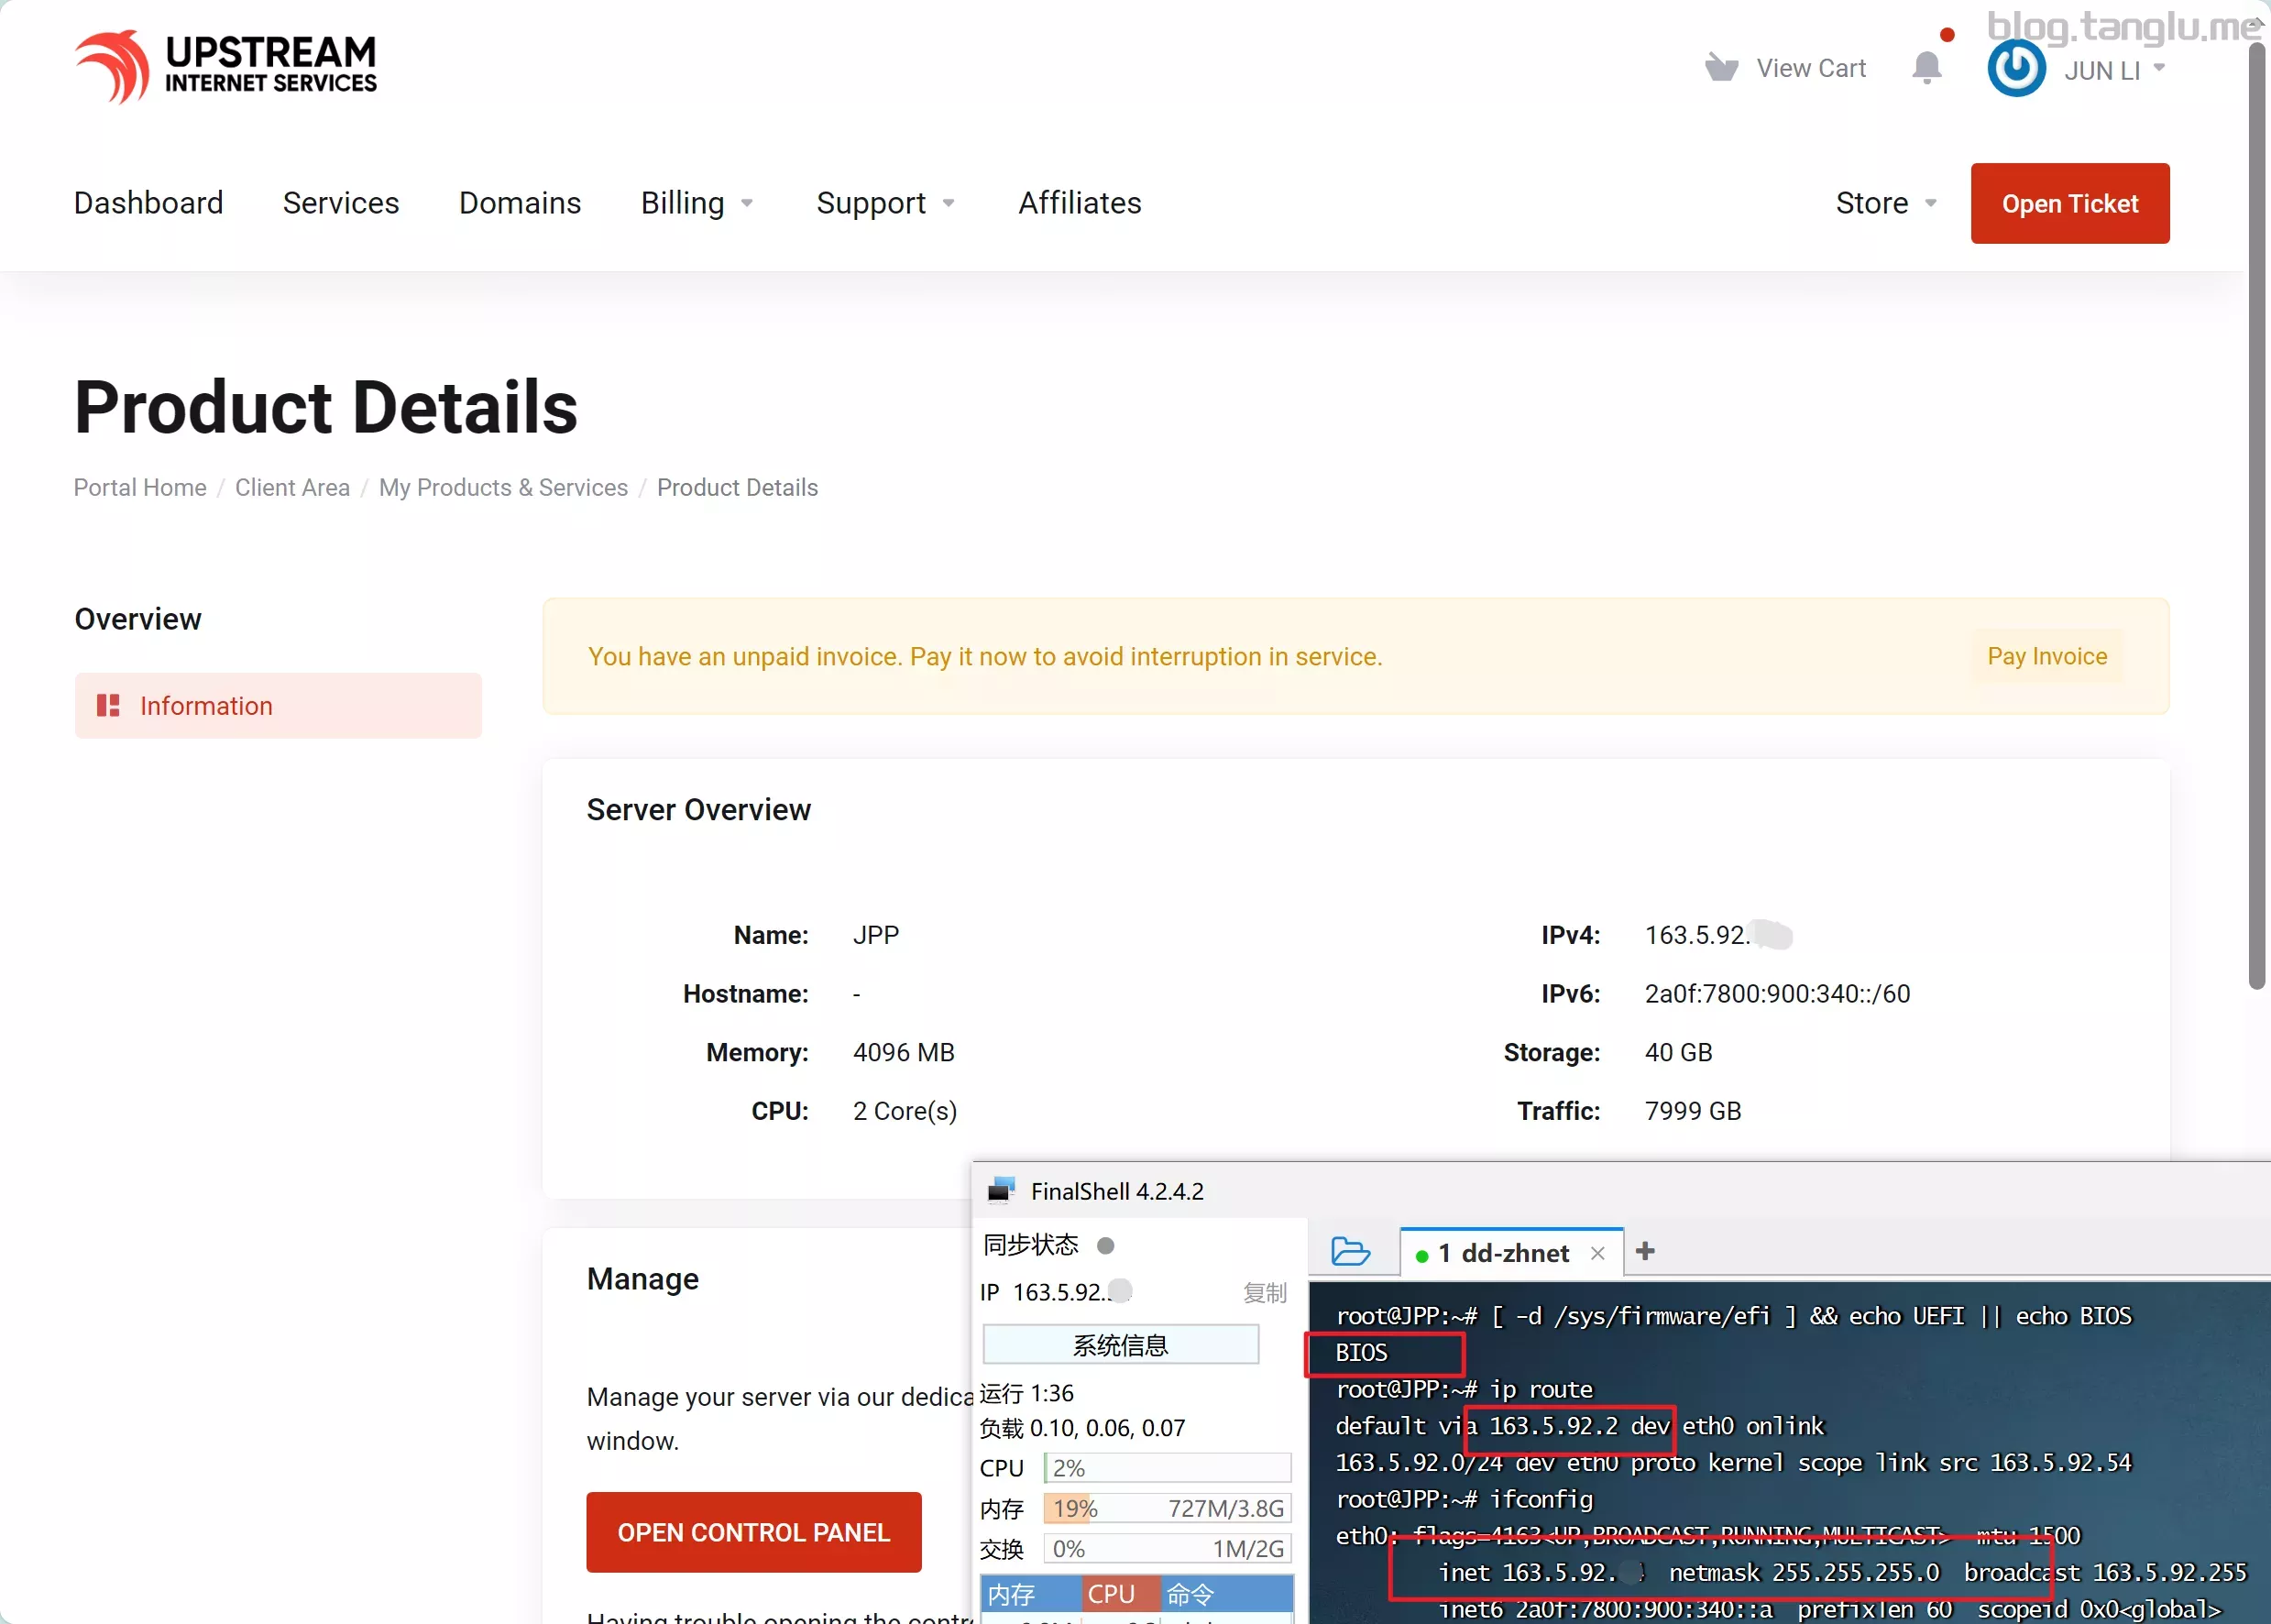 blog.tanglu.me
UPSTREAM
INTERNET SERVICES
View Cart
JUN LI
Dashboard Services Domains Billing Support Affiliates Store Open Ticket
Product Details
Portal Home / Client Area / My Products & Services / Product Details
Overview
Information
You have an unpaid invoice. Pay it now to avoid interruption in service. Pay Invoice
Server Overview
Name: JPP
IPv4: 163.5.92.
Hostname: -
IPv6: 2a0f:7800:900:340::/60
Memory: 4096 MB
Storage: 40 GB
CPU: 2 Core(s)
Traffic: 7999 GB
Manage
Manage your server via our dedica
window.
OPEN CONTROL PANEL
Having trouble opening the contr
FinalShell 4.2.4.2
同步状态
IP 163.5.92. 复制
系统信息
运行 1:36
负载 0.10, 0.06, 0.07
CPU 2%
内存 19% 727M/3.8G
交换 0% 1M/2G
内存 CPU 命令
1 dd-zhnet × +
root@JPP:~# [ -d /sys/firmware/efi ] && echo UEFI || echo BIOS
BIOS
root@JPP:~# ip route
default via 163.5.92.2 dev eth0 onlink
163.5.92.0/24 dev eth0 proto kernel scope link src 163.5.92.54
root@JPP:~# ifconfig
eth0: flags=4163<UP,BROADCAST,RUNNING,MULTICAST> mtu 1500
inet 163.5.92. netmask 255.255.255.0 broadcast 163.5.92.255
inet6 2a0f:7800:900:340::a prefixlen 60 scopeid 0x0<global>